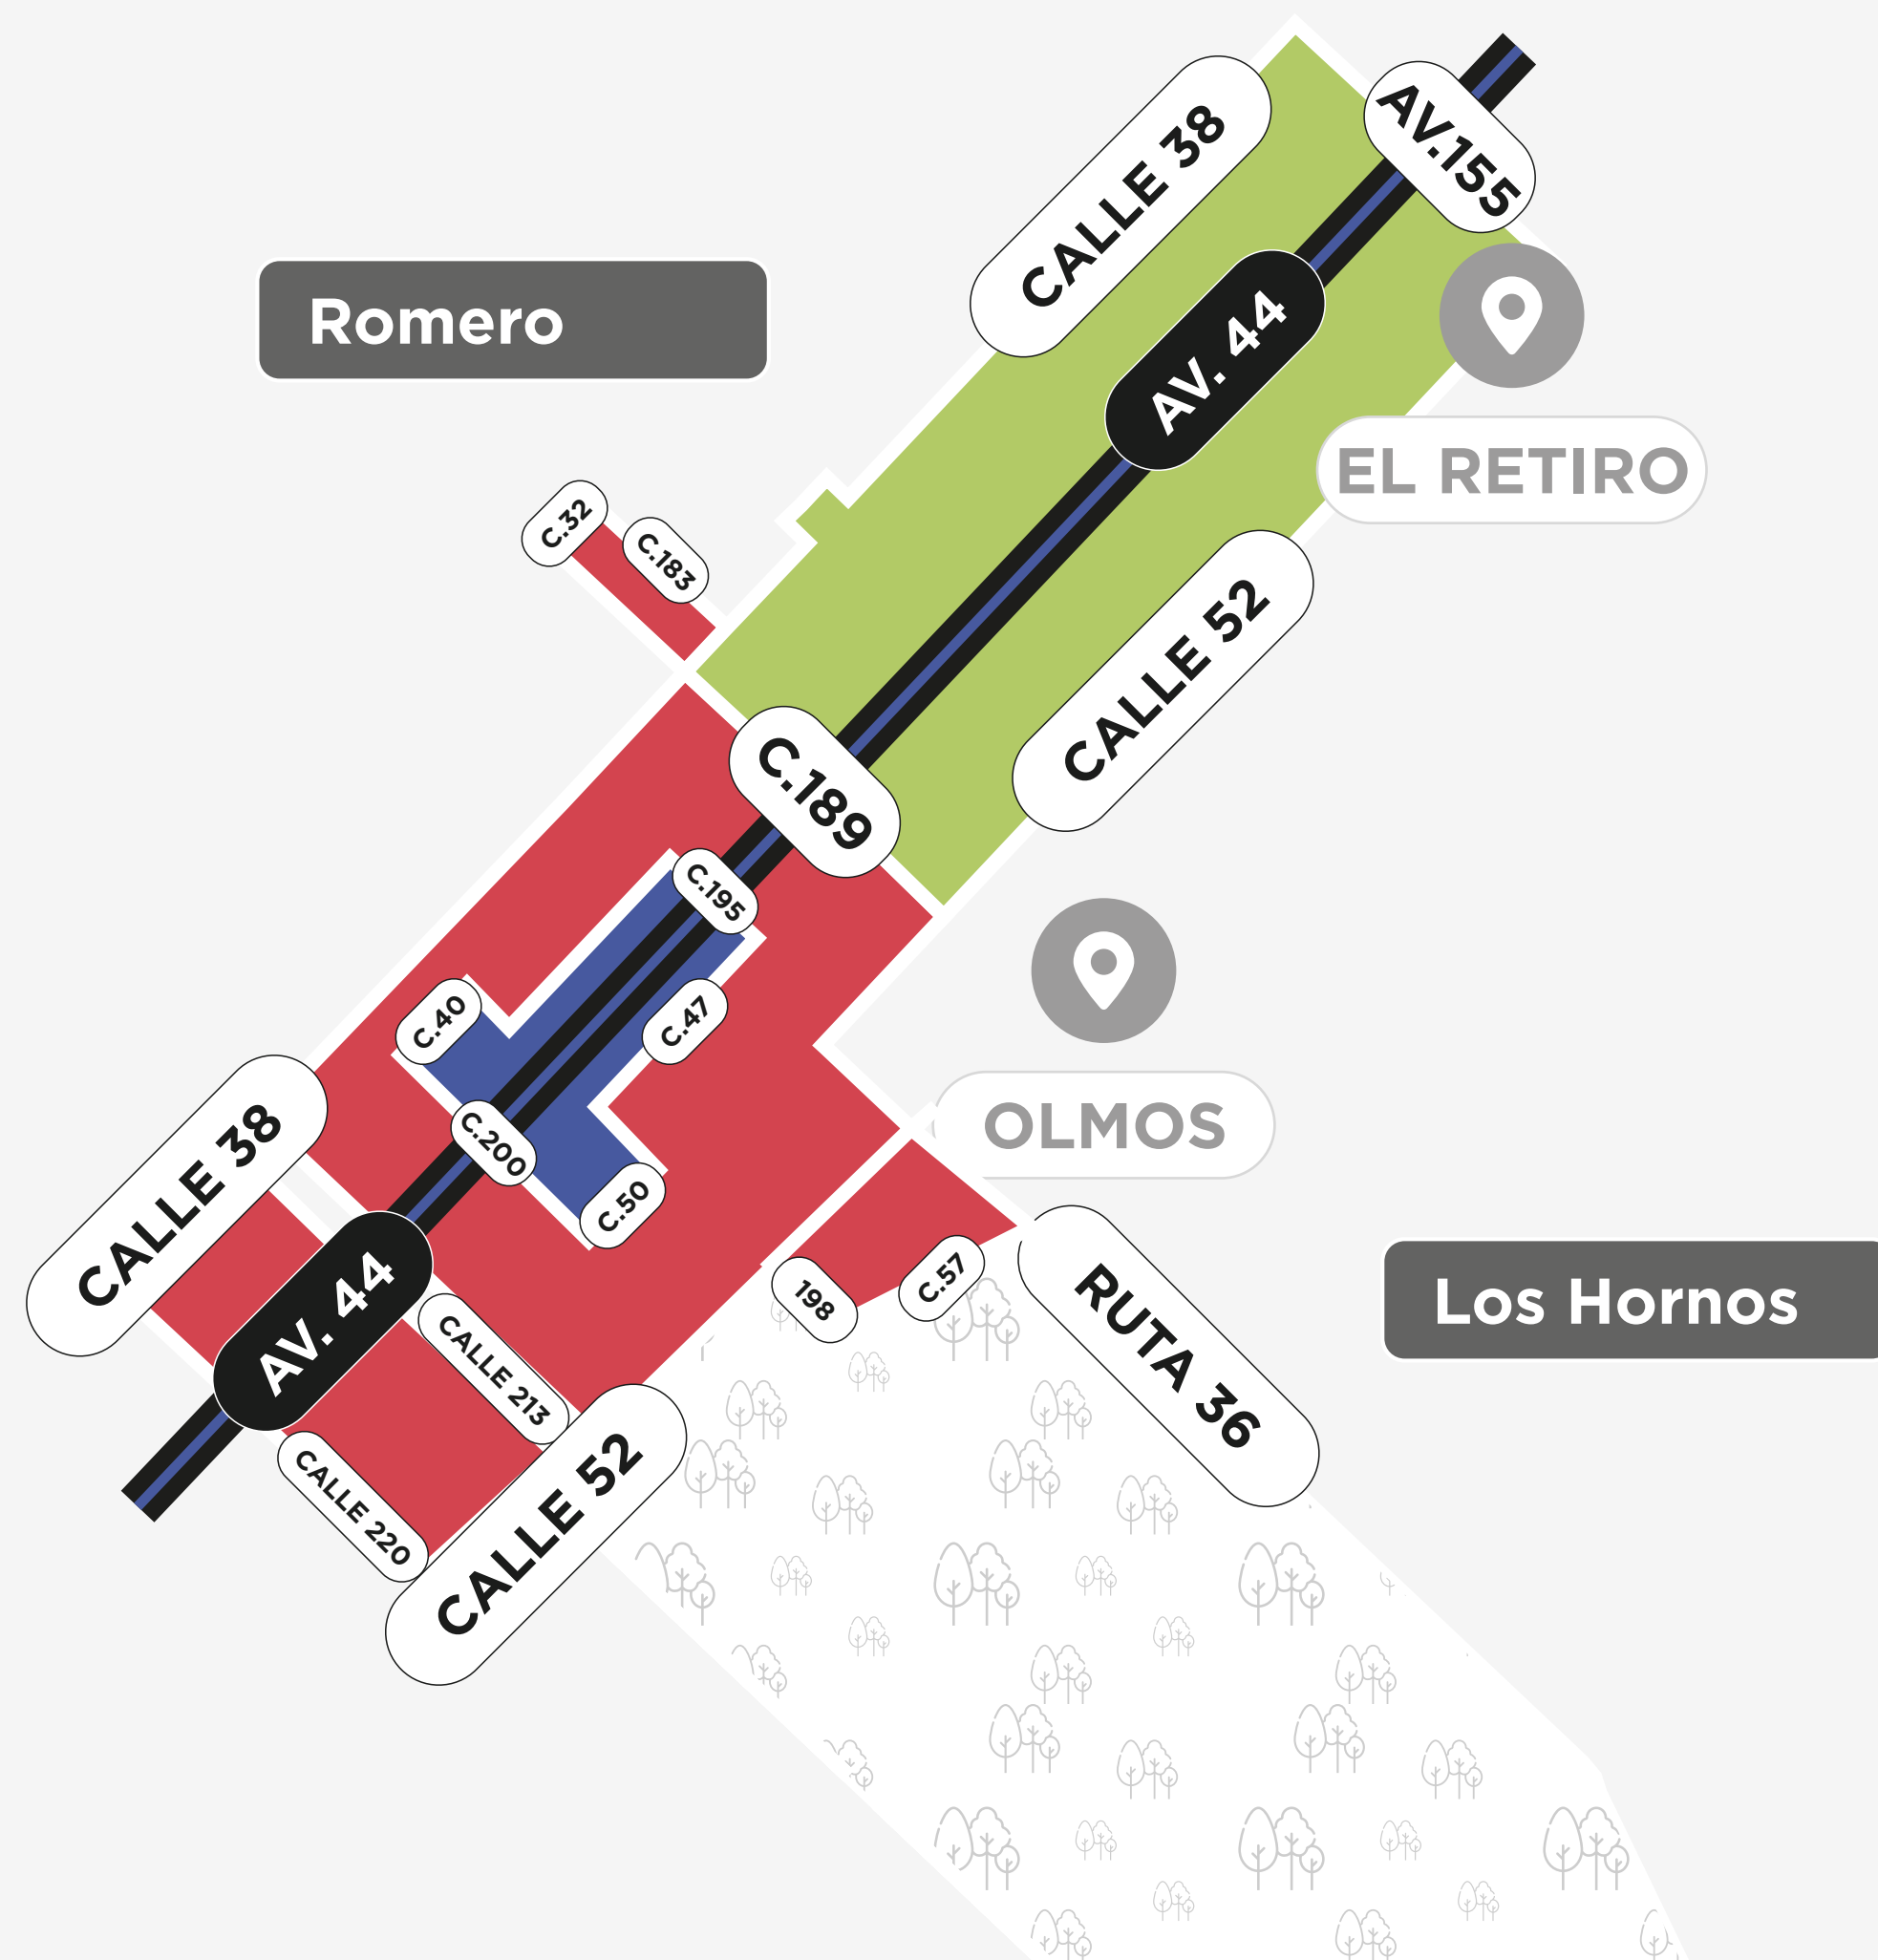 CALLE 38
AV.155
Romero
AV. 44
EL RETIRO
C.32
C.183
CALLE 52
C.189
C.195
C.40
C.47
OLMOS
CALLE 38
C.200
C.50
AV. 44
198
C.57
RUTA 36
Los Hornos
CALLE 213
CALLE 220
CALLE 52